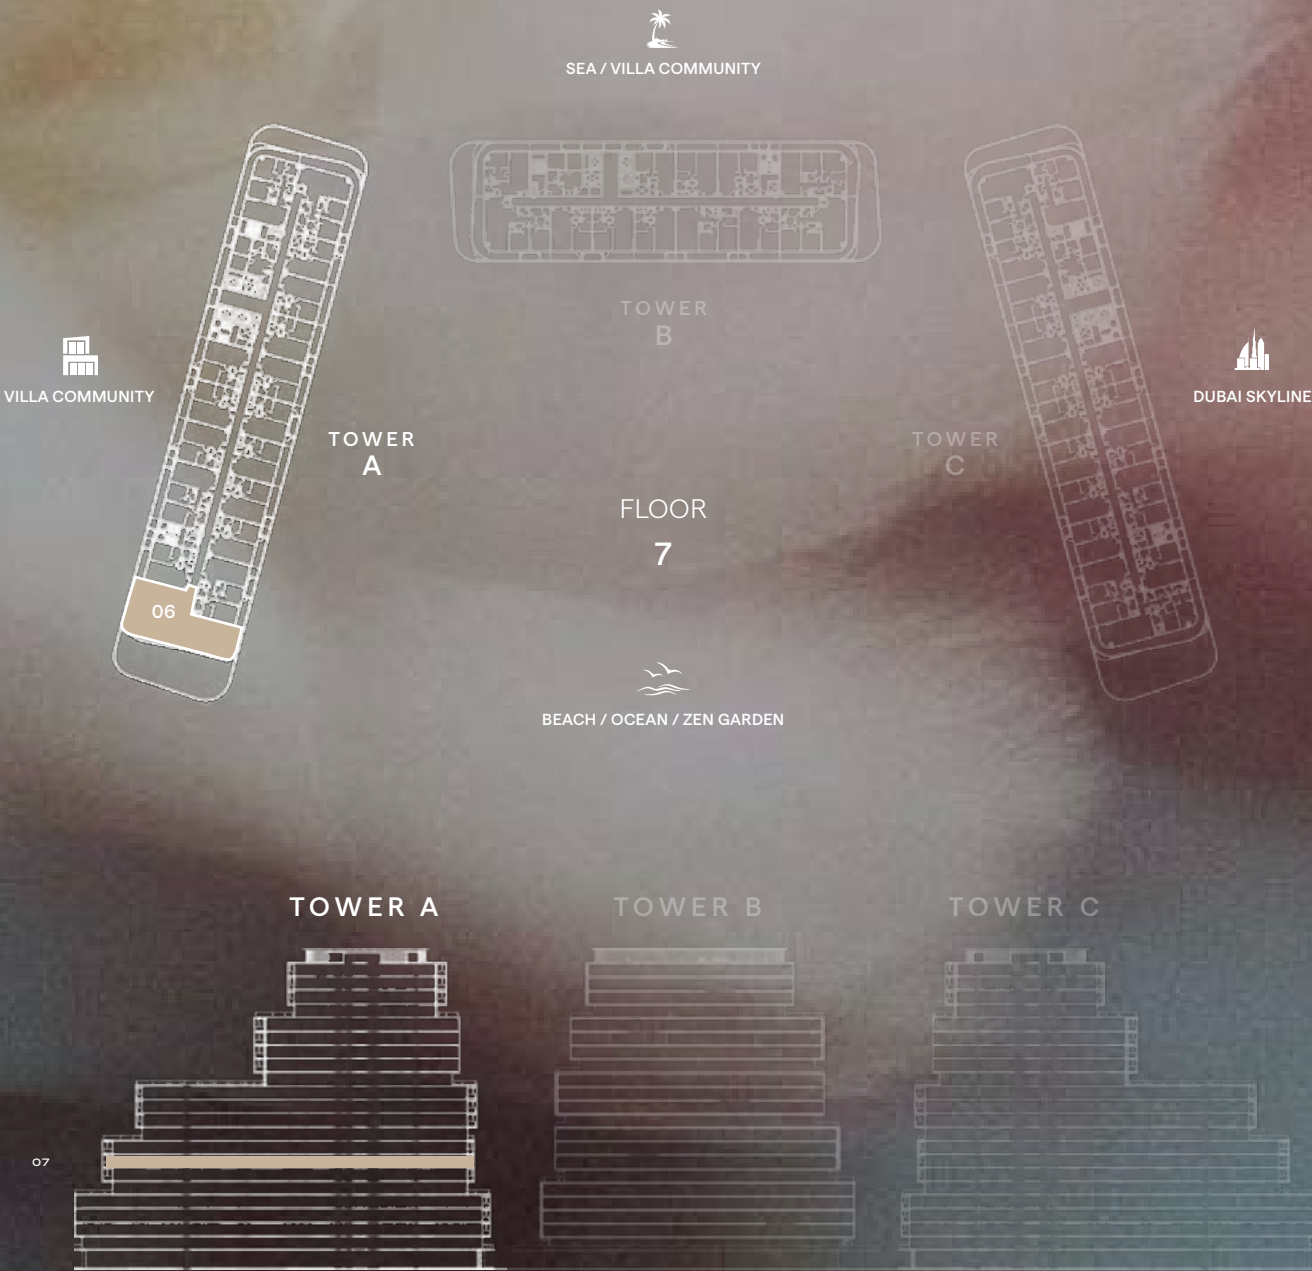 SEA / VILLA COMMUNITY
TOWER
B
VILLA COMMUNITY
DUBAI SKYLINE
TOWER
A
TOWER
C
FLOOR
7
06
BEACH / OCEAN / ZEN GARDEN
TOWER A
TOWER B
TOWER C
07